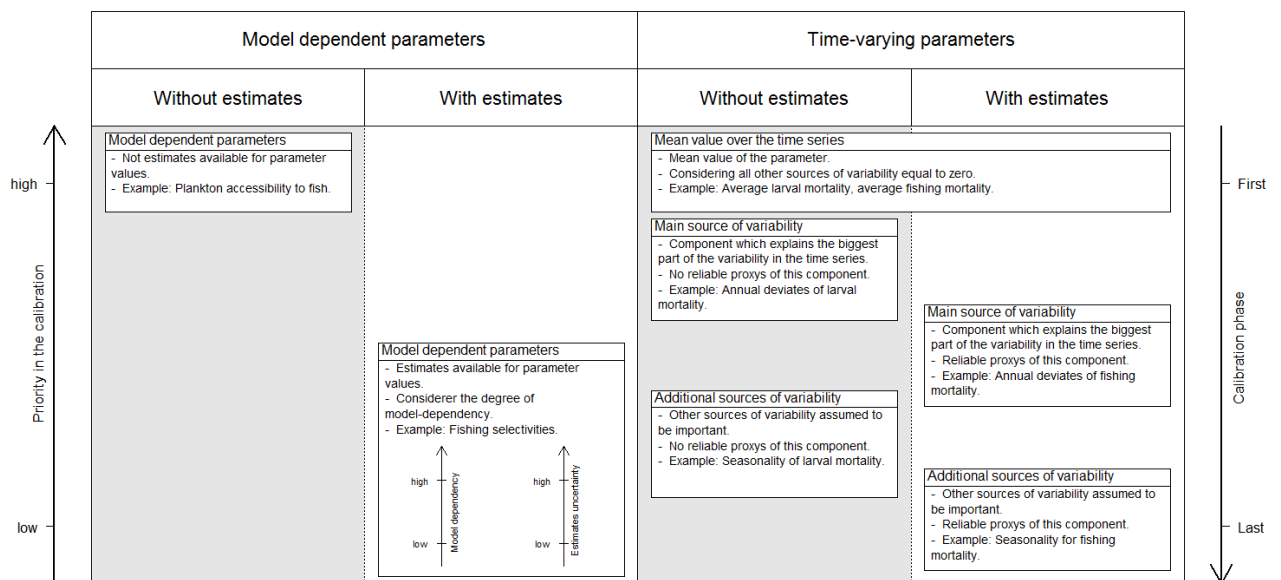 Model dependent parameters
Time-varying parameters
Without estimates
With estimates
Without estimates
With estimates
Priority in the calibration
high
low
Model dependent parameters
- Not estimates available for parameter
values.
- Example: Plankton accessibility to fish.
Model dependent parameters
- Estimates available for parameter
values.
- Considerer the degree of
model-dependency.
- Example: Fishing selectivities.
high
low
Model dependency
high
low
Estimates uncertainty
Mean value over the time series
- Mean value of the parameter.
- Considering all other sources of variability equal to zero.
- Example: Average larval mortality, average fishing mortality.
Main source of variability
- Component which explains the biggest
part of the variability in the time series.
- No reliable proxys of this component.
- Example: Annual deviates of larval
mortality.
Additional sources of variability
- Other sources of variability assumed to
be important.
- No reliable proxys of this component.
- Example: Seasonality of larval mortality.
Main source of variability
- Component which explains the biggest
part of the variability in the time series.
- Reliable proxys of this component.
- Example: Annual deviates of fishing
mortality.
Additional sources of variability
- Other sources of variability assumed to
be important.
- Reliable proxys of this component.
- Example: Seasonality for fishing
mortality.
First
Last
Calibration phase